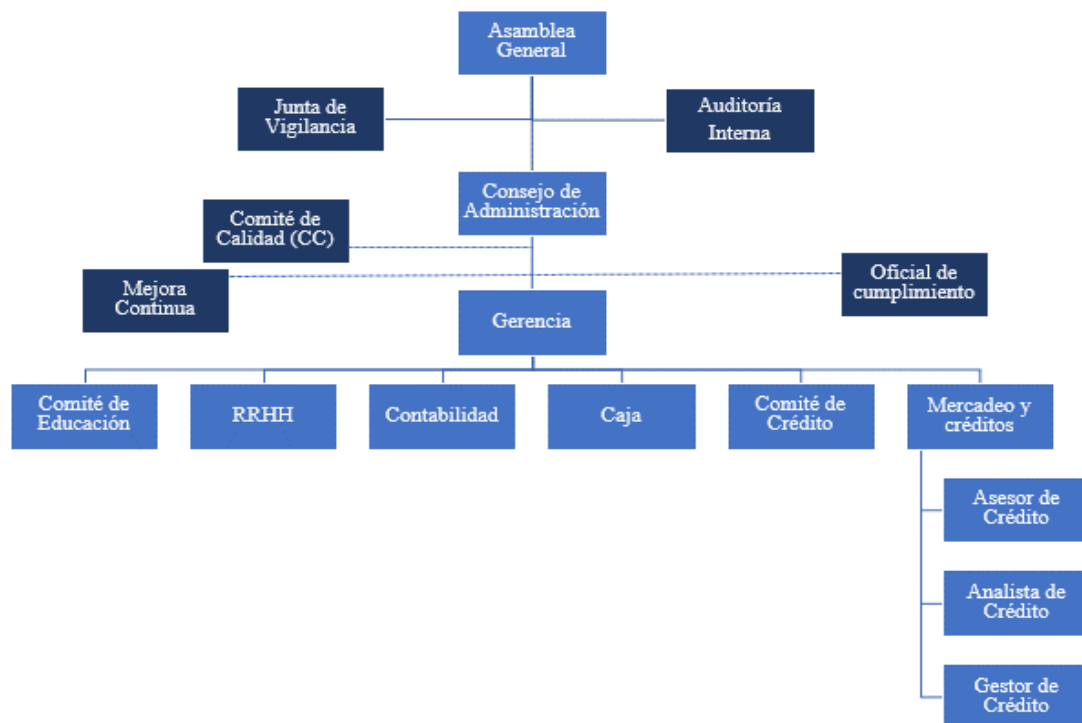 Asamblea
General
Junta de
Vigilancia
Auditoría
Interna
Consejo de
Administración
Comité de
Calidad (CC)
Mejora
Continua
Oficial de
cumplimiento
Gerencia
Comité de
Educación
RRHH
Contabilidad
Caja
Comité de
Crédito
Mercadeo y
créditos
Asesor de
Crédito
Analista de
Crédito
Gestor de
Crédito